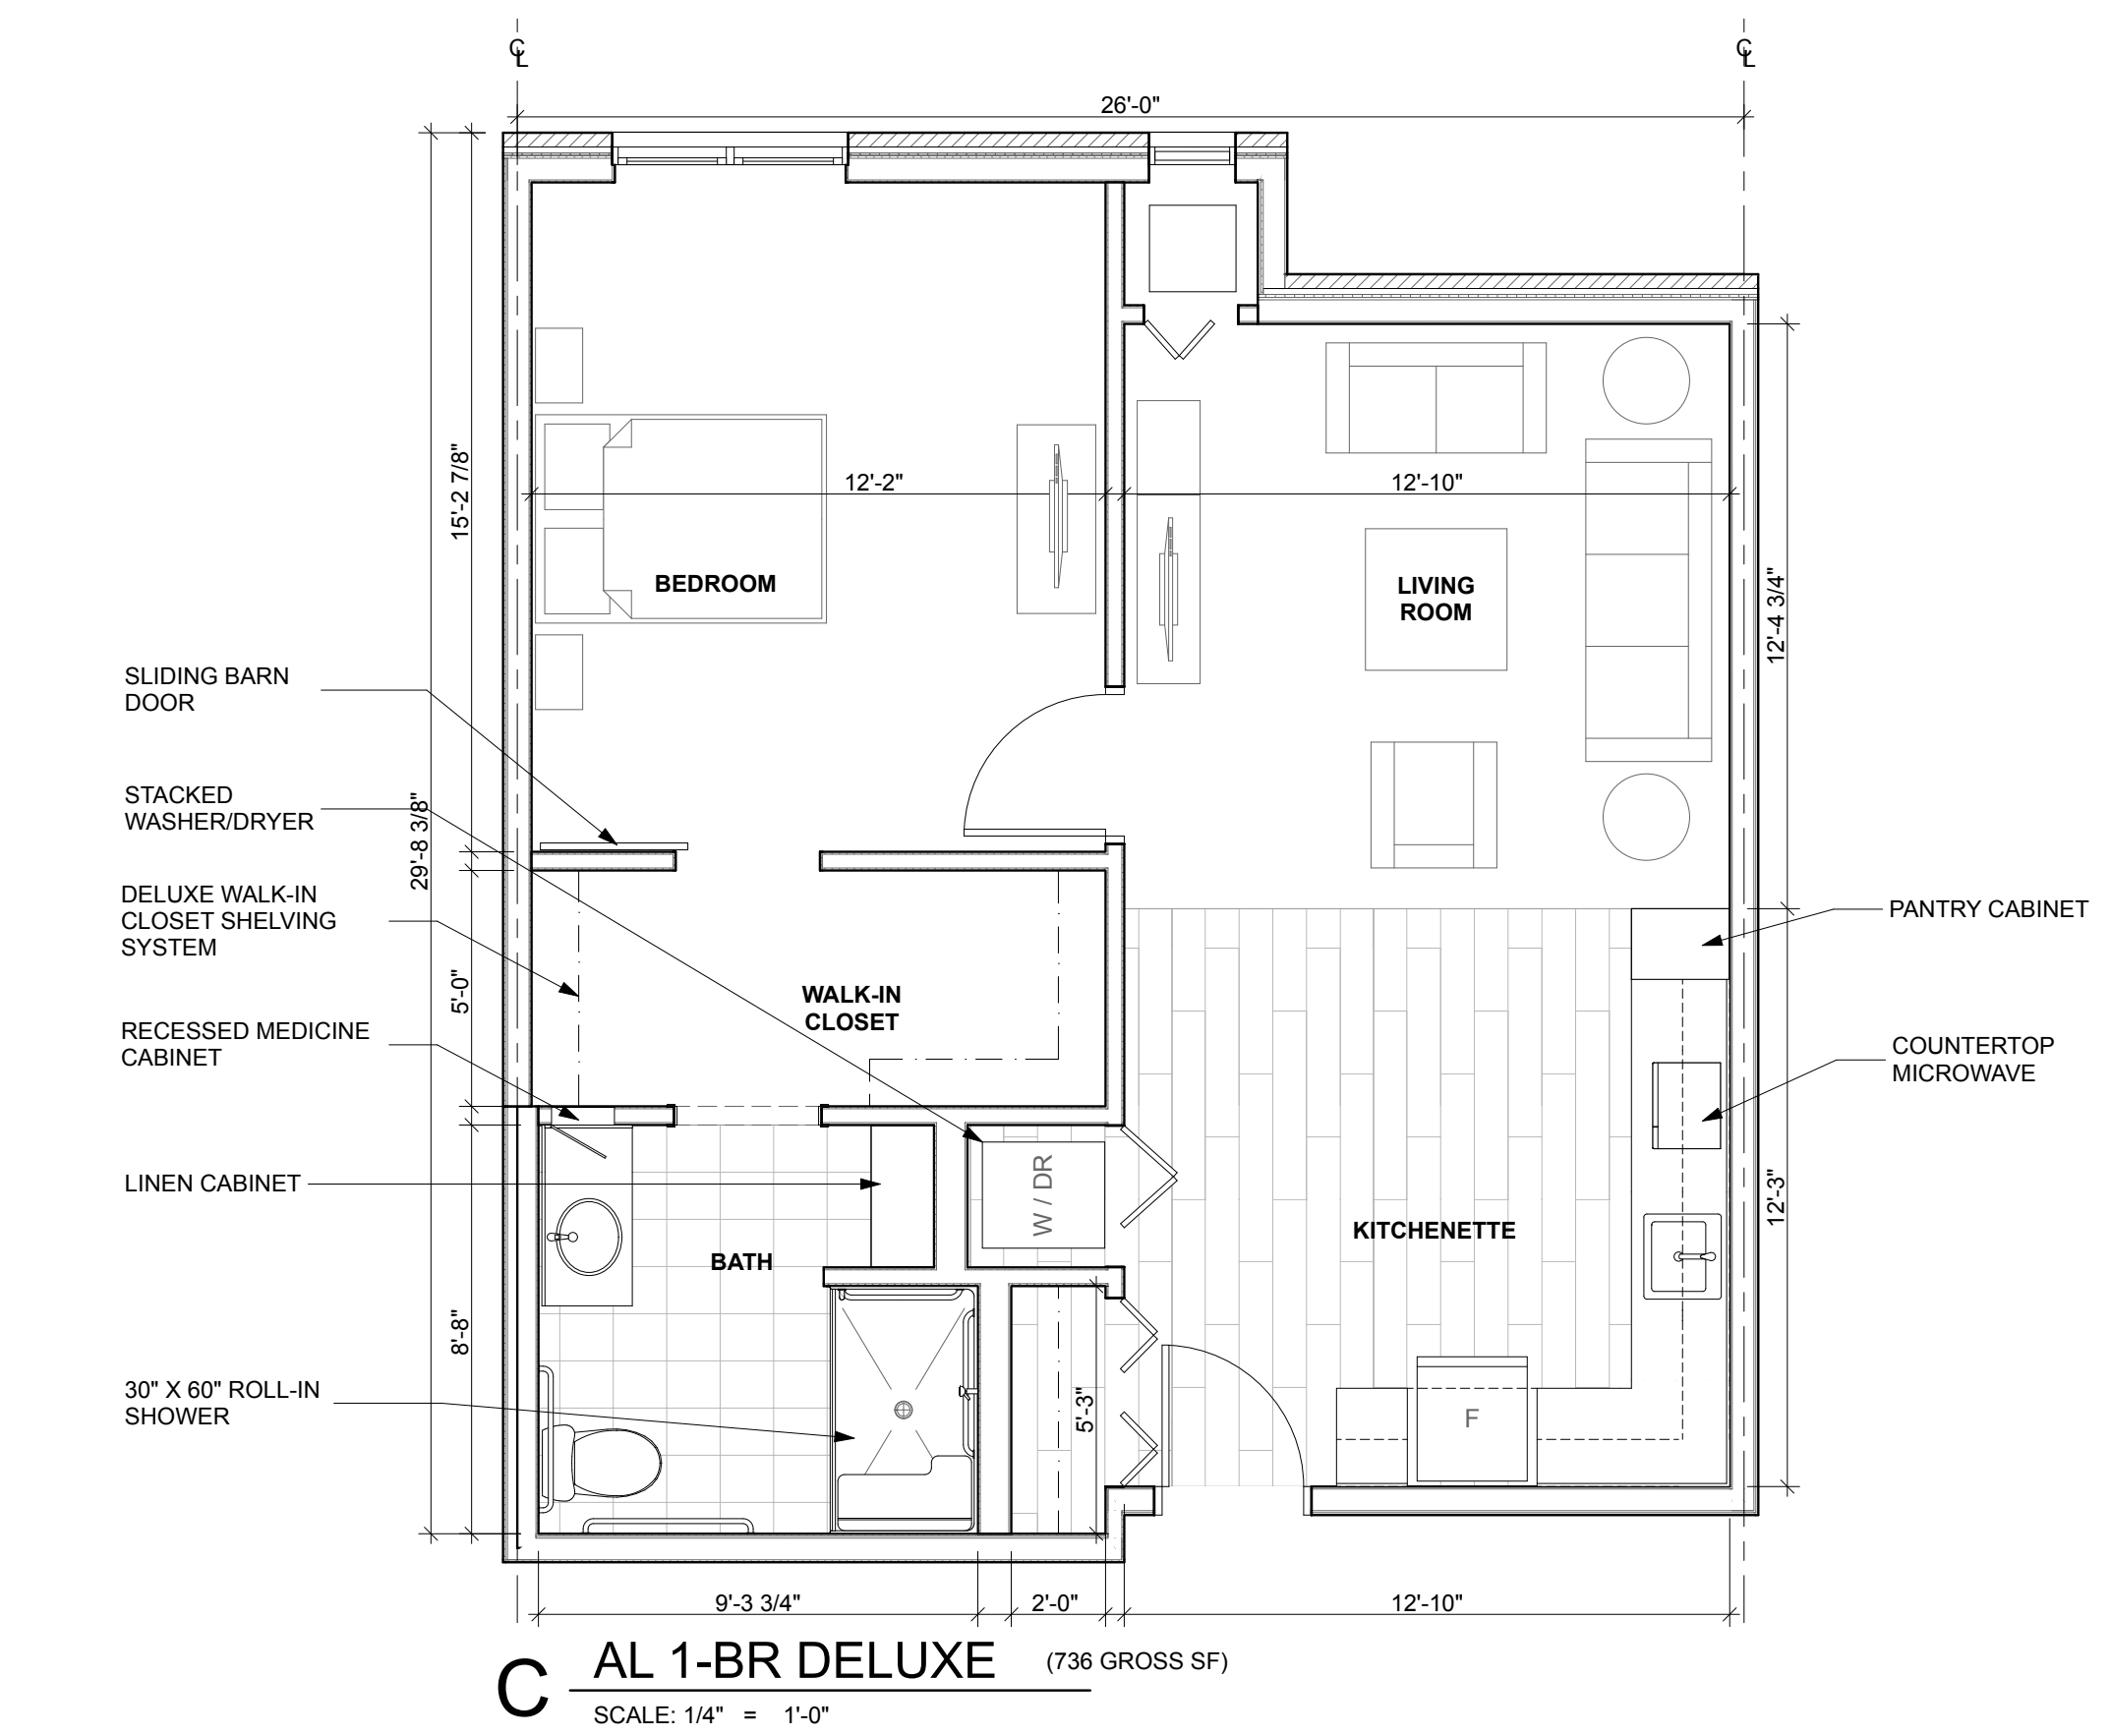 ℄
℄
26'-0"
15'-2 7/8"
12'-2"
12'-10"
BEDROOM
LIVING
ROOM
12'-4 3/4"
SLIDING BARN
DOOR
STACKED
WASHER/DRYER
29'-8 3/8"
DELUXE WALK-IN
CLOSET SHELVING
SYSTEM
PANTRY CABINET
5'-0"
WALK-IN
CLOSET
RECESSED MEDICINE
CABINET
COUNTERTOP
MICROWAVE
LINEN CABINET
W / DR
12'-3"
KITCHENETTE
BATH
8'-8"
30" X 60" ROLL-IN
SHOWER
5'-3"
F
9'-3 3/4"
2'-0"
12'-10"
C
AL 1-BR DELUXE
(736 GROSS SF)
SCALE: 1/4" = 1'-0"